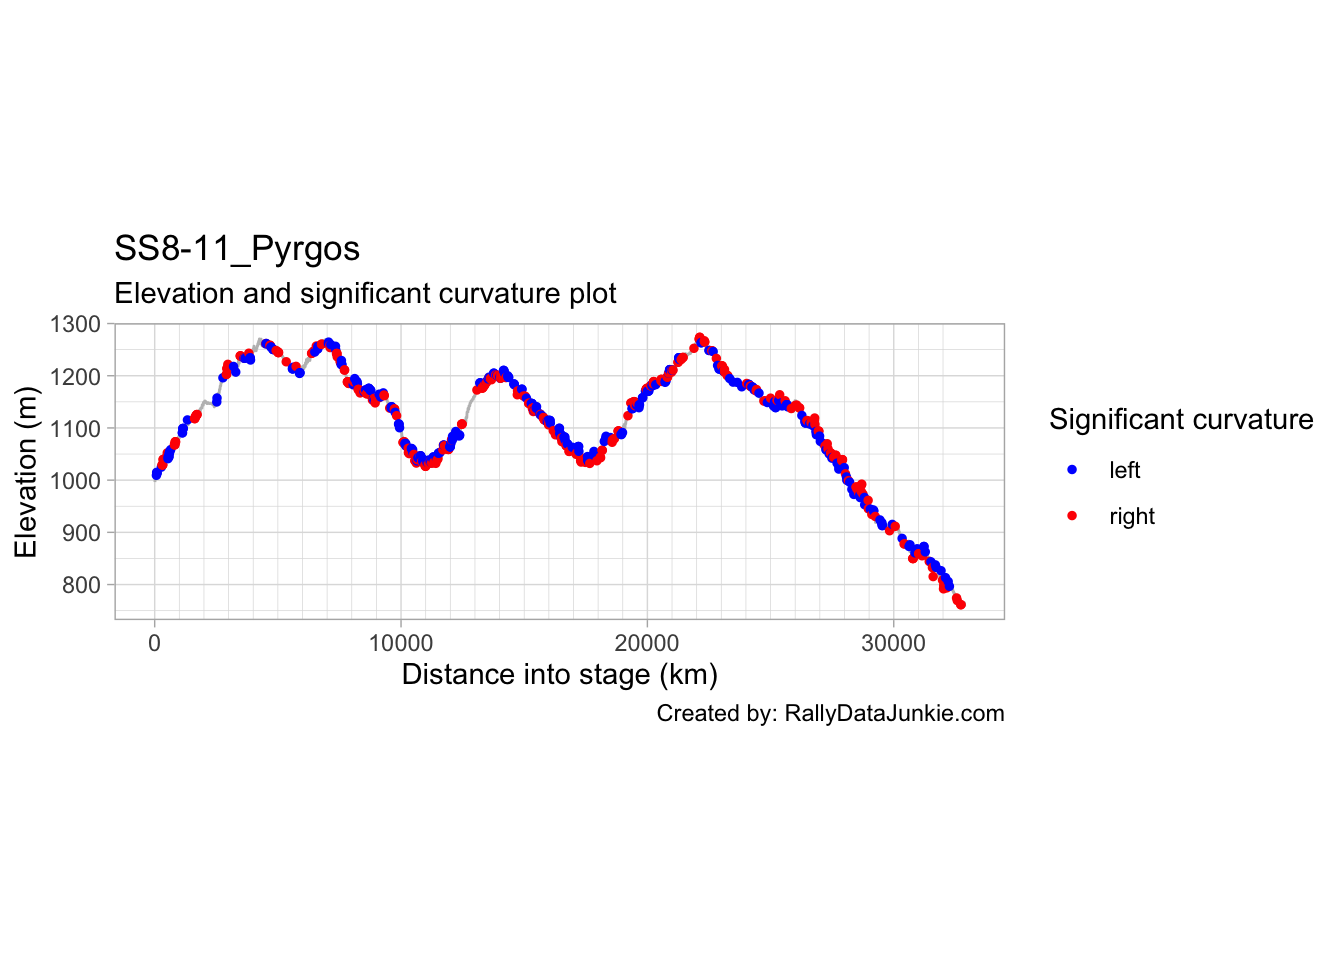 SS8-11_Pyrgos
Elevation and significant curvature plot
1300
1200
1100
1000
900
800
Elevation (m)
0 10000 20000 30000
Distance into stage (km)
Significant curvature
left
right
Created by: RallyDataJunkie.com